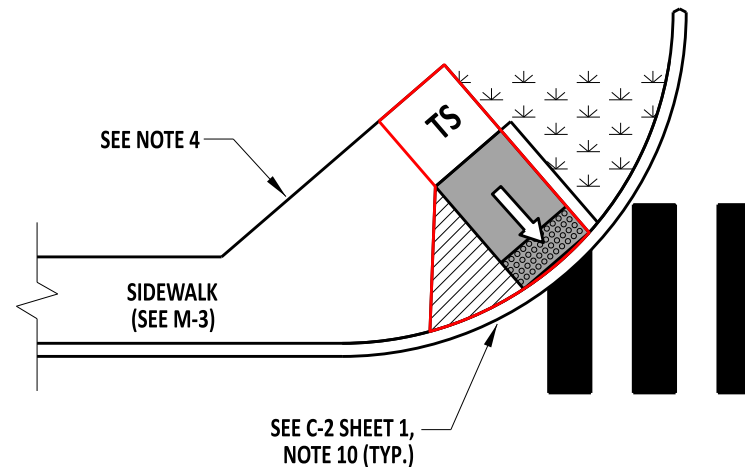 SEE NOTE 4
TS
SIDEWALK
(SEE M-3)
SEE C-2 SHEET 1,
NOTE 10 (TYP.)